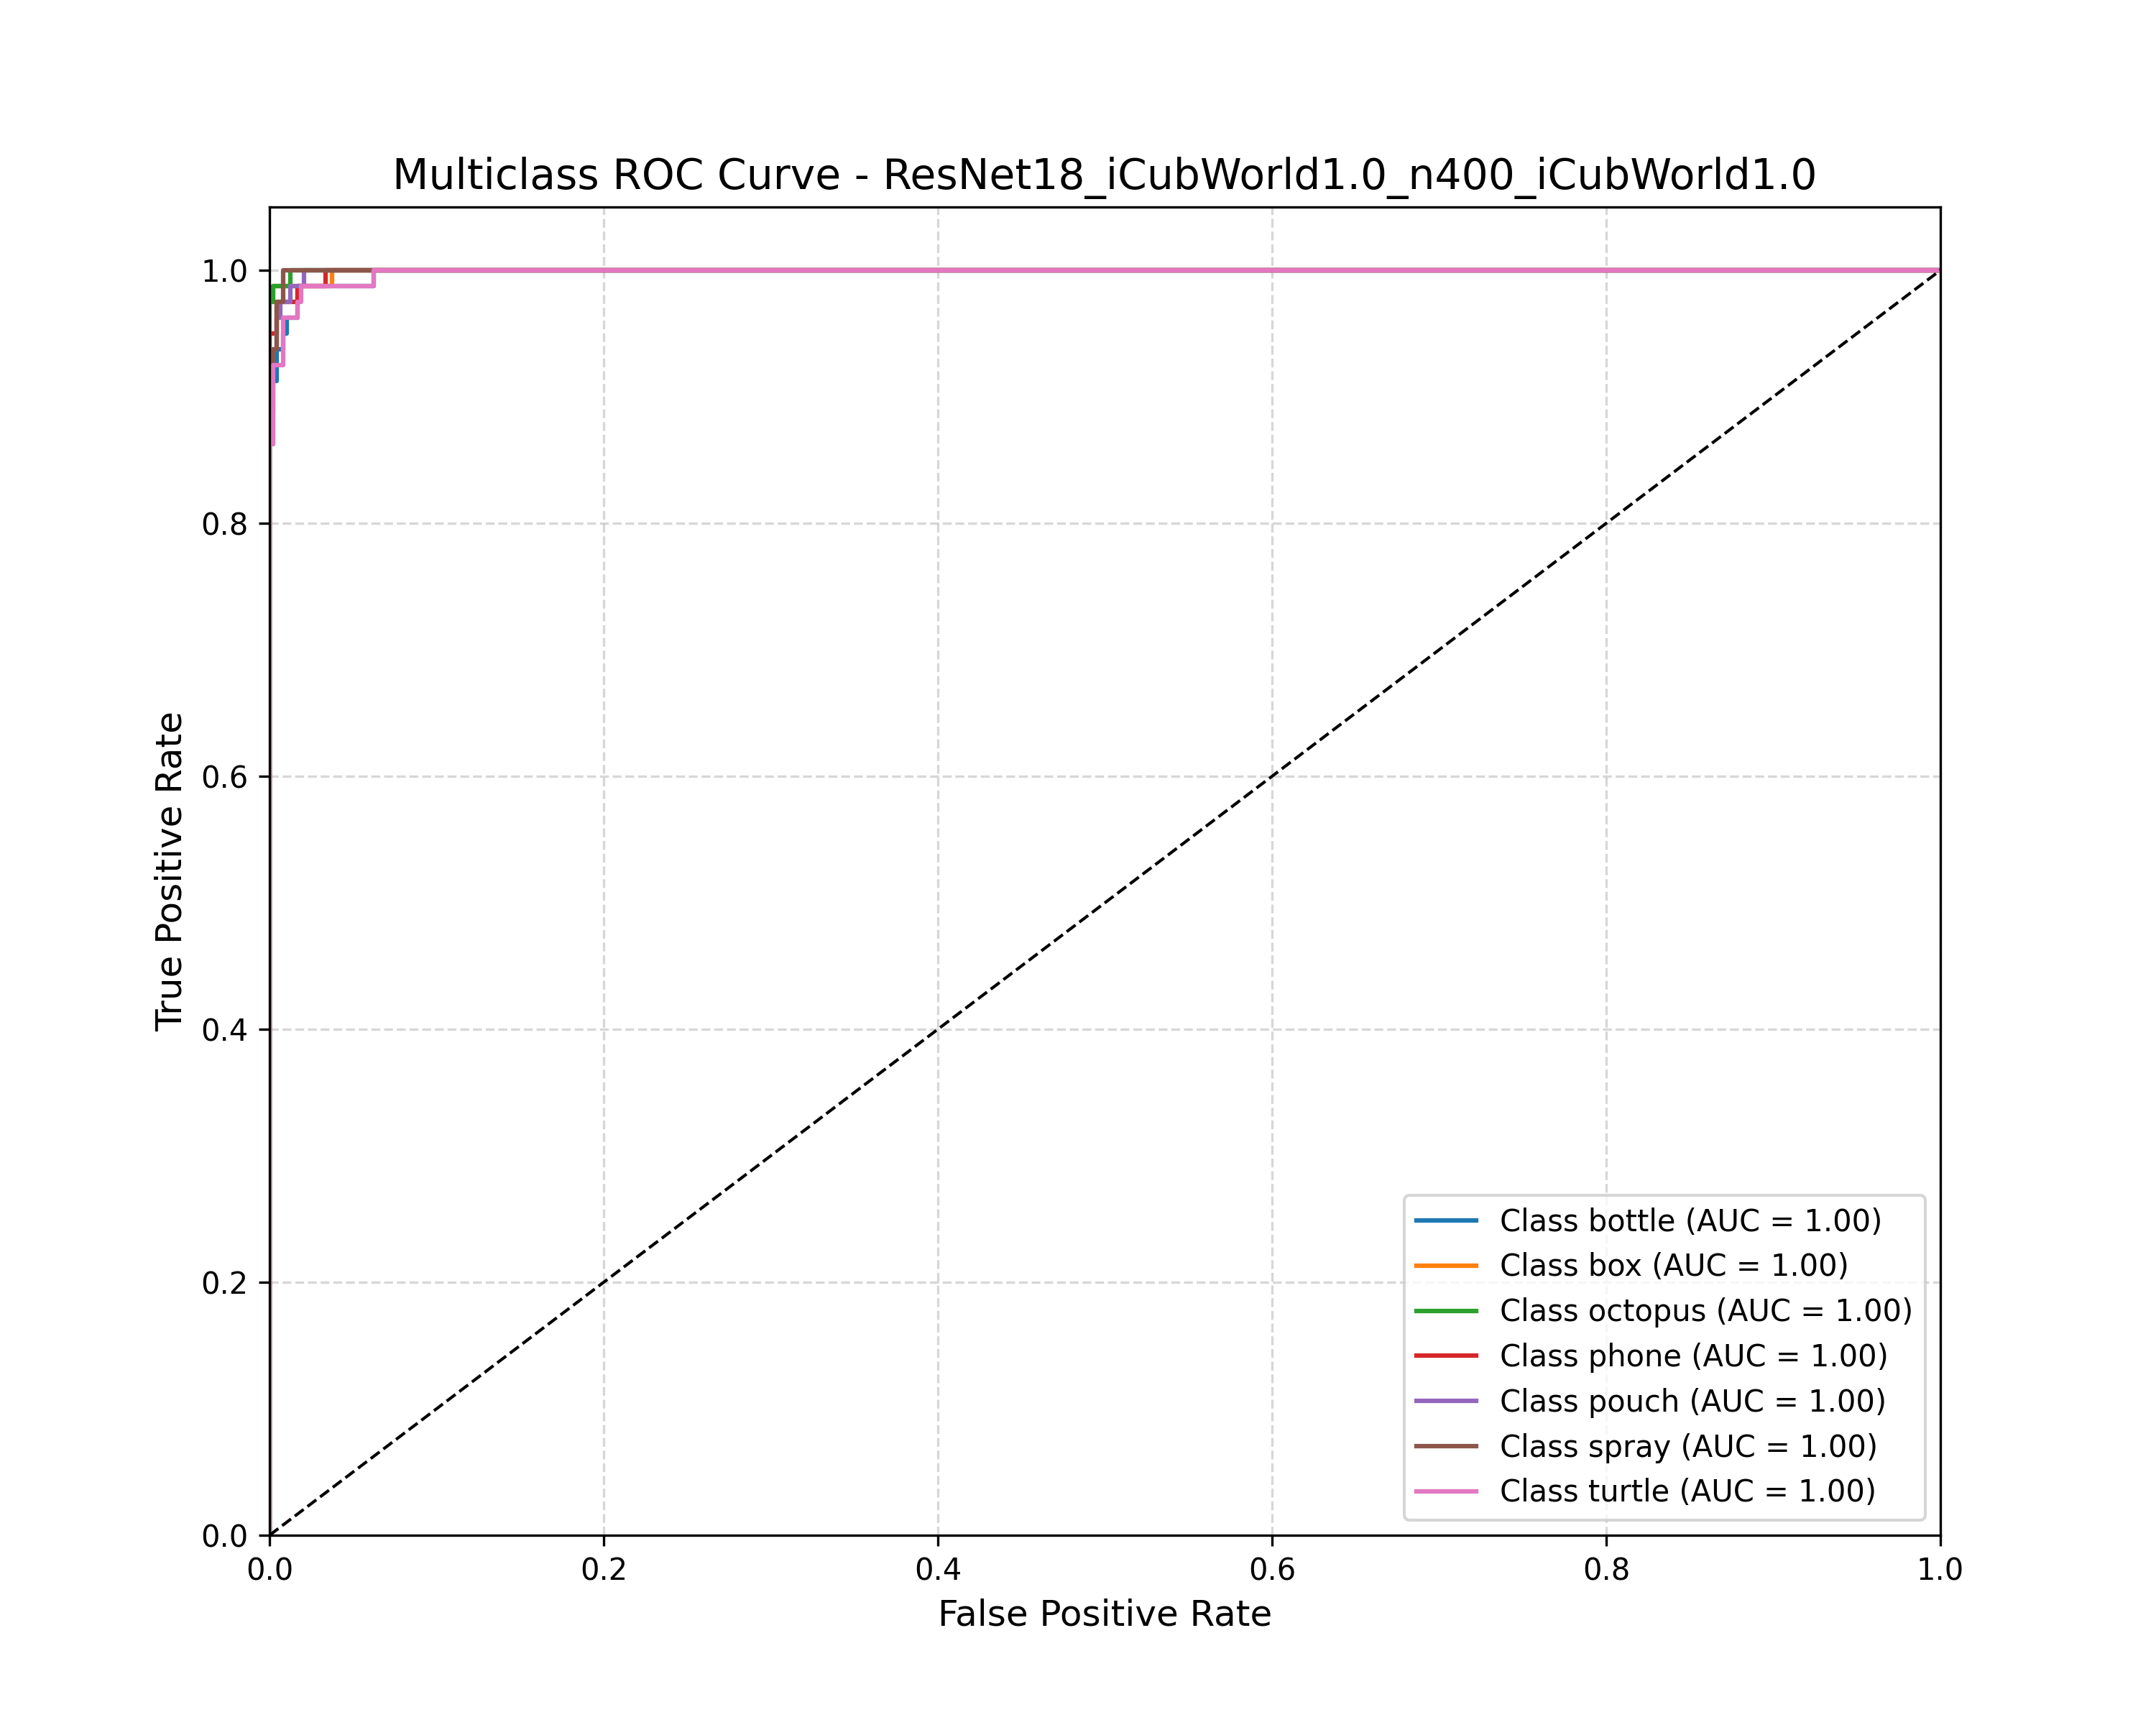 Multiclass ROC Curve - ResNet18_iCubWorld1.0_n400_iCubWorld1.0
True Positive Rate
1.0
0.8
0.6
0.4
0.2
0.0
0.0 0.2 0.4 0.6 0.8 1.0
False Positive Rate
Class bottle (AUC = 1.00)
Class box (AUC = 1.00)
Class octopus (AUC = 1.00)
Class phone (AUC = 1.00)
Class pouch (AUC = 1.00)
Class spray (AUC = 1.00)
Class turtle (AUC = 1.00)